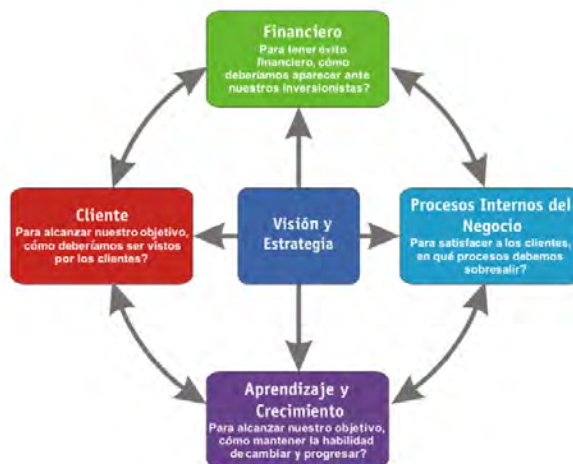 Financiero
Para tener éxito
financiero, cómo
deberíamos aparecer ante
nuestros inversionistas?
Cliente
Para alcanzar nuestro objetivo,
cómo deberíamos ser vistos
por los clientes?
Visión y
Estrategia
Procesos Internos del
Negocio
Para satisfacer a los clientes,
en qué procesos debemos
sobresalir?
Aprendizaje y
Crecimiento
Para alcanzar nuestro objetivo,
cómo mantener la habilidad
de cambiar y progresar?